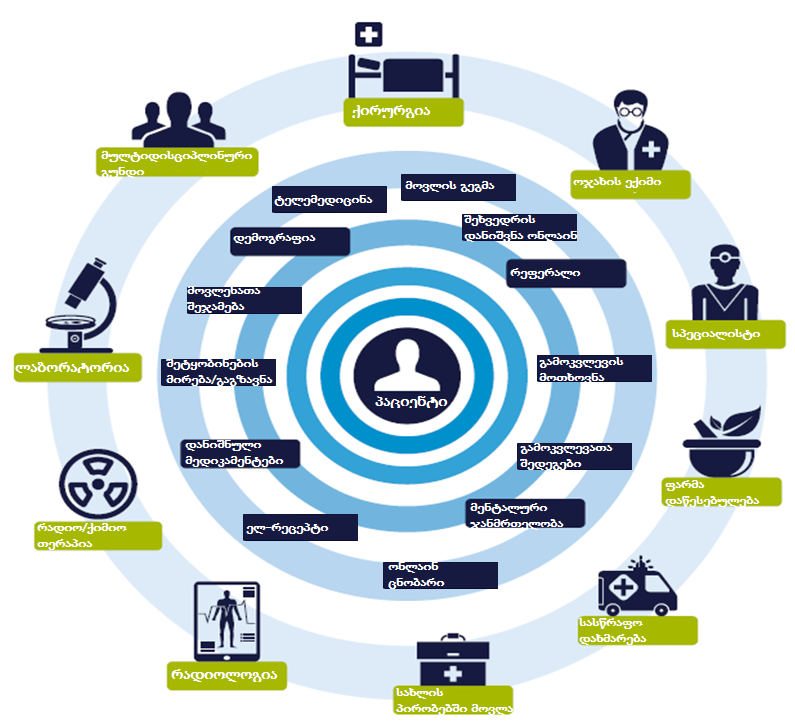 ქირურგია
მულტიდისციპლინური
გუნდი
ოჯახის ექიმი
მოვლის გეგმა
ტელემედიცინა
შეხვედრის
დანიშვნა ონლაინ
დემოგრაფია
რეფერალი
მოვლენათა
შეჯამება
სპეციალისტი
ლაბორატორია
შეტყობინების
მირება/გაგზავნა
გამოკვლევის
მოთხოვნა
პაციენტი
დანიშნული
მედიკამენტები
გამოკვლევათა
შედეგები
ფარმა
დაწესებულება
მენტალური
ჯანმრთელობა
რადიო/ქიმიო
თერაპია
ელ-რეცეპტი
ონლაინ
ცნობარი
სასწრაფო
დახმარება
რადიოლოგია
სახლის
პირობებში მოვლა